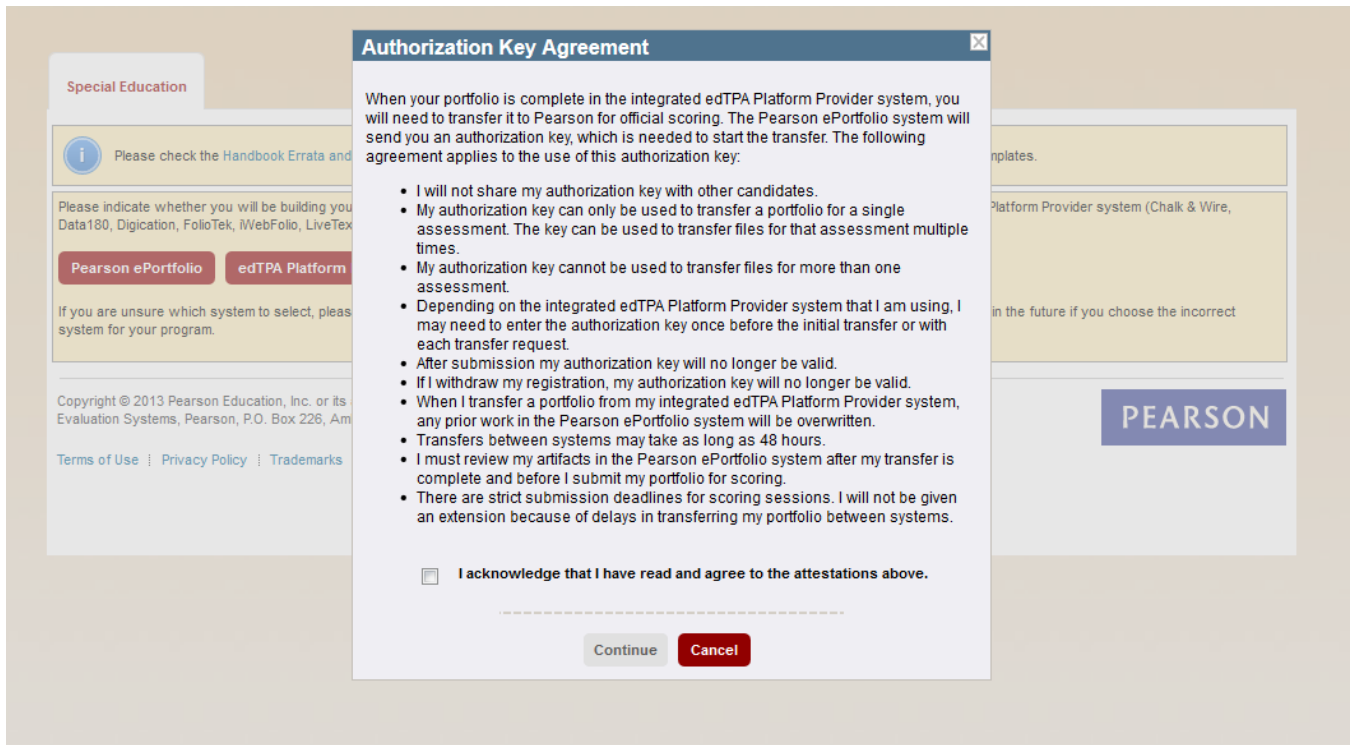 Authorization Key Agreement
Special Education
When your portfolio is complete in the integrated edTPA Platform Provider system, you
will need to transfer it to Pearson for official scoring. The Pearson ePortfolio system will
send you an authorization key, which is needed to start the transfer. The following
agreement applies to the use of this authorization key:
• I will not share my authorization key with other candidates.
• My authorization key can only be used to transfer a portfolio for a single
assessment. The key can be used to transfer files for that assessment multiple
times.
• My authorization key cannot be used to transfer files for more than one
assessment.
• Depending on the integrated edTPA Platform Provider system that I am using, I
may need to enter the authorization key once before the initial transfer or with
each transfer request.
• After submission my authorization key will no longer be valid.
• If I withdraw my registration, my authorization key will no longer be valid.
• When I transfer a portfolio from my integrated edTPA Platform Provider system,
any prior work in the Pearson ePortfolio system will be overwritten.
• Transfers between systems may take as long as 48 hours.
• I must review my artifacts in the Pearson ePortfolio system after my transfer is
complete and before I submit my portfolio for scoring.
• There are strict submission deadlines for scoring sessions. I will not be given
an extension because of delays in transferring my portfolio between systems.
I acknowledge that I have read and agree to the attestations above.
Continue Cancel
Please check the Handbook Errata and
Please indicate whether you will be building you Platform Provider system (Chalk & Wire,
Data180, Digication, FolioTek, iWebFolio, LiveTex
Pearson ePortfolio edTPA Platform
If you are unsure which system to select, pleas in the future if you choose the incorrect
system for your program.
Copyright © 2013 Pearson Education, Inc. or its
Evaluation Systems, Pearson, P.O. Box 226, Am
PEARSON
Terms of Use | Privacy Policy | Trademarks